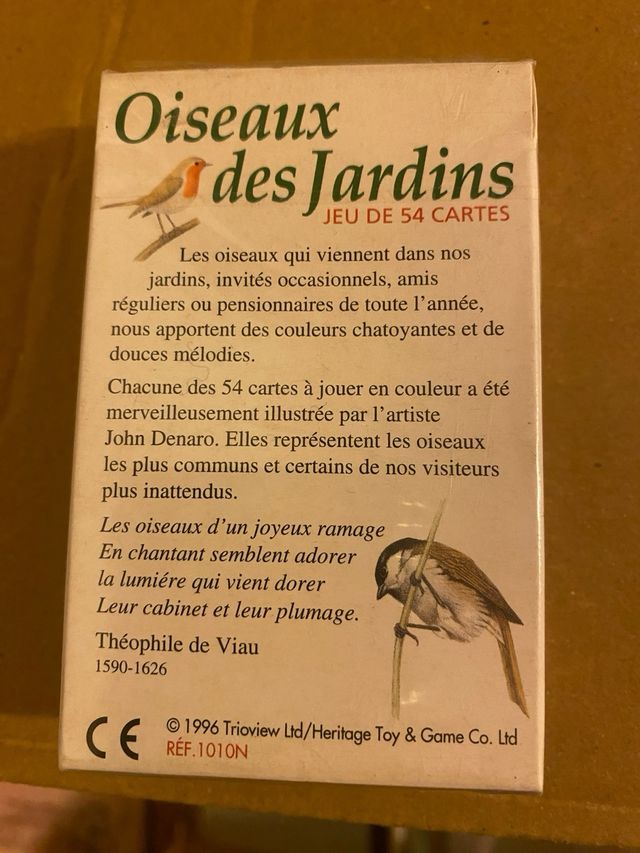 Oiseaux
des Jardins
JEU DE 54 CARTES
Les oiseaux qui viennent dans nos
jardins, invités occasionnels, amis
réguliers ou pensionnaires de toute l'année,
nous apportent des couleurs chatoyantes et de
douces mélodies.
Chacune des 54 cartes à jouer en couleur a été
merveilleusement illustrée par l'artiste
John Denaro. Elles représentent les oiseaux
les plus communs et certains de nos visiteurs
plus inattendus.
Les oiseaux d'un joyeux ramage
En chantant semblent adorer
la lumiére qui vient dorer
Leur cabinet et leur plumage.
Théophile de Viau
1590-1626
CE © 1996 Trioview Ltd/Heritage Toy & Game Co. Ltd
RÉF.1010N